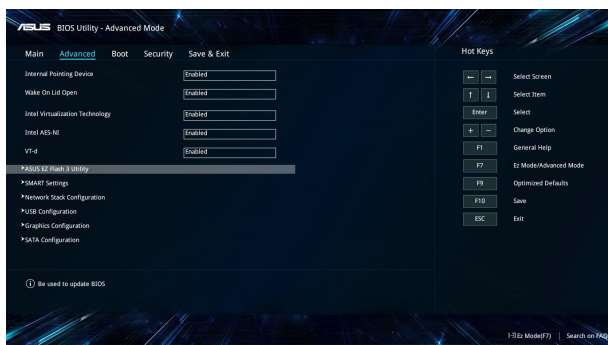 ASUS BIOS Utility - Advanced Mode
Main Advanced Boot Security Save & Exit
Internal Pointing Device Enabled
Wake On Lid Open Enabled
Intel Virtualization Technology Enabled
Intel AES-NI Enabled
VT-d Enabled
ASUS EZ Flash 3 Utility
SMART Settings
Network Stack Configuration
USB Configuration
Graphics Configuration
SATA Configuration
Be used to update BIOS
Hot Keys
← → Select Screen
↑ ↓ Select Item
Enter Select
+ − Change Option
F1 General Help
F7 Ez Mode/Advanced Mode
F9 Optimized Defaults
F10 Save
ESC Exit
Ez Mode(F7) | Search on FAQ